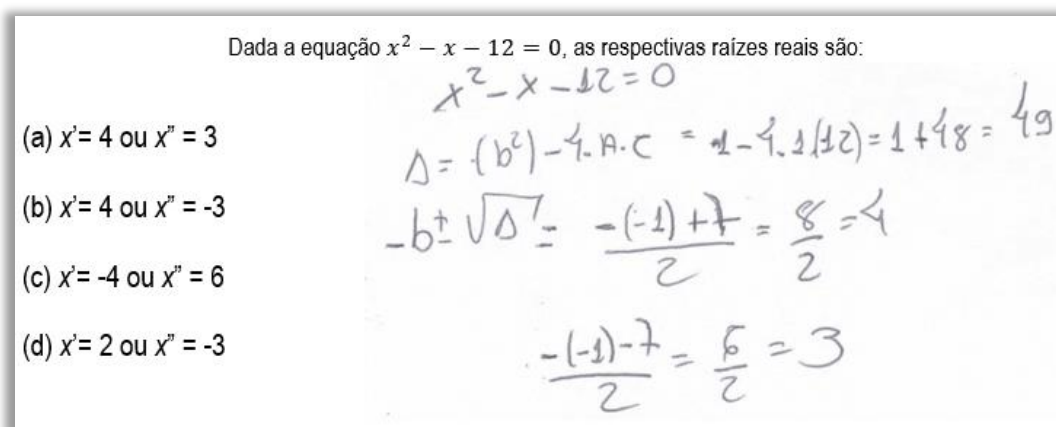 Dada a equação x² − x − 12 = 0, as respectivas raízes reais são:
x² - x - 12 = 0
(a) x'= 4 ou x" = 3
Δ = (b²) - 4. A. C = 1 - 4. 1 (12) = 1 + 48 = 49
(b) x'= 4 ou x" = -3
-b ± √Δ = -(-1) + 7 / 2 = 8 / 2 = 4
(c) x'= -4 ou x" = 6
(d) x'= 2 ou x" = -3
-(-1) - 7 / 2 = 6 / 2 = 3